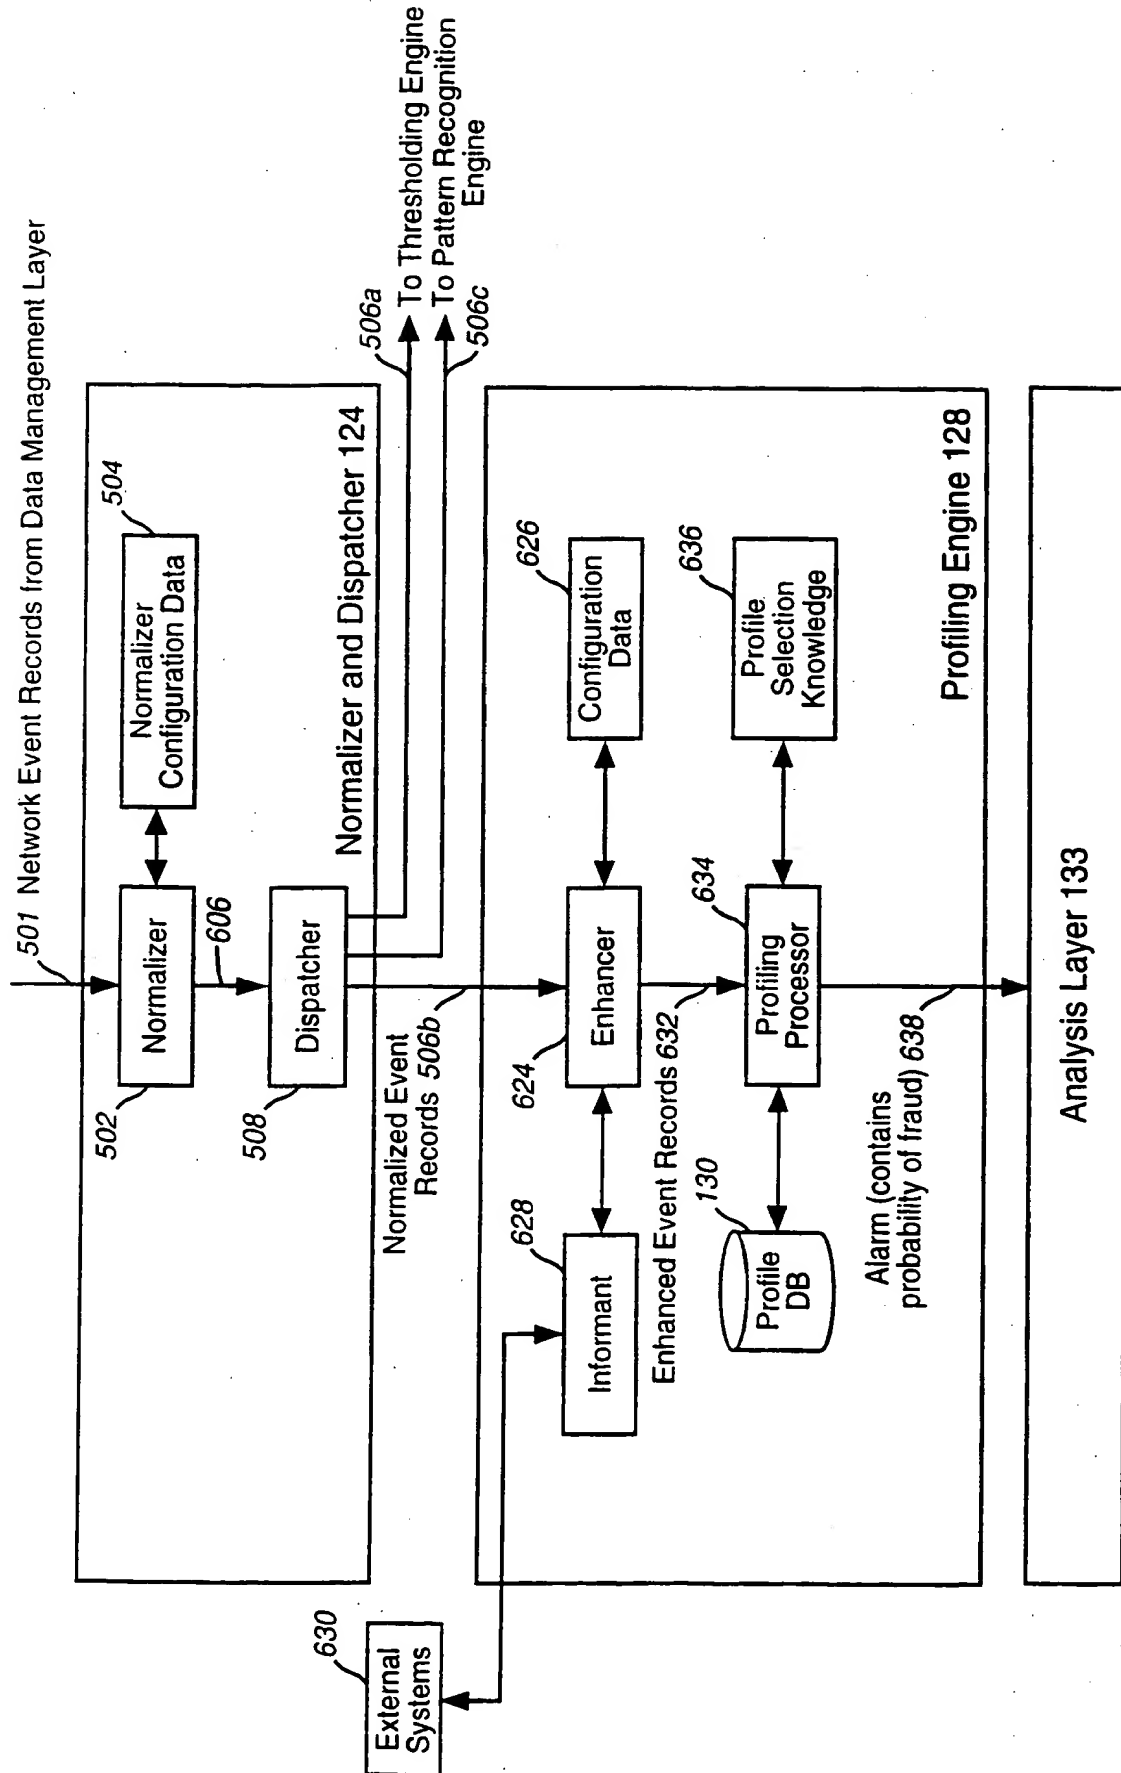 501 Network Event Records from Data Management Layer
504
Normalizer
Configuration Data
Normalizer
502
606
Dispatcher
508
Normalizer and Dispatcher 124
506a
To Thresholding Engine
To Pattern Recognition
Engine
506c
Normalized Event
Records 506b
630
External
Systems
628
Informant
624
Enhancer
626
Configuration
Data
Enhanced Event Records 632
130
Profile
DB
634
Profiling
Processor
636
Profile
Selection
Knowledge
Profiling Engine 128
Alarm (contains
probability of fraud) 638
Analysis Layer 133